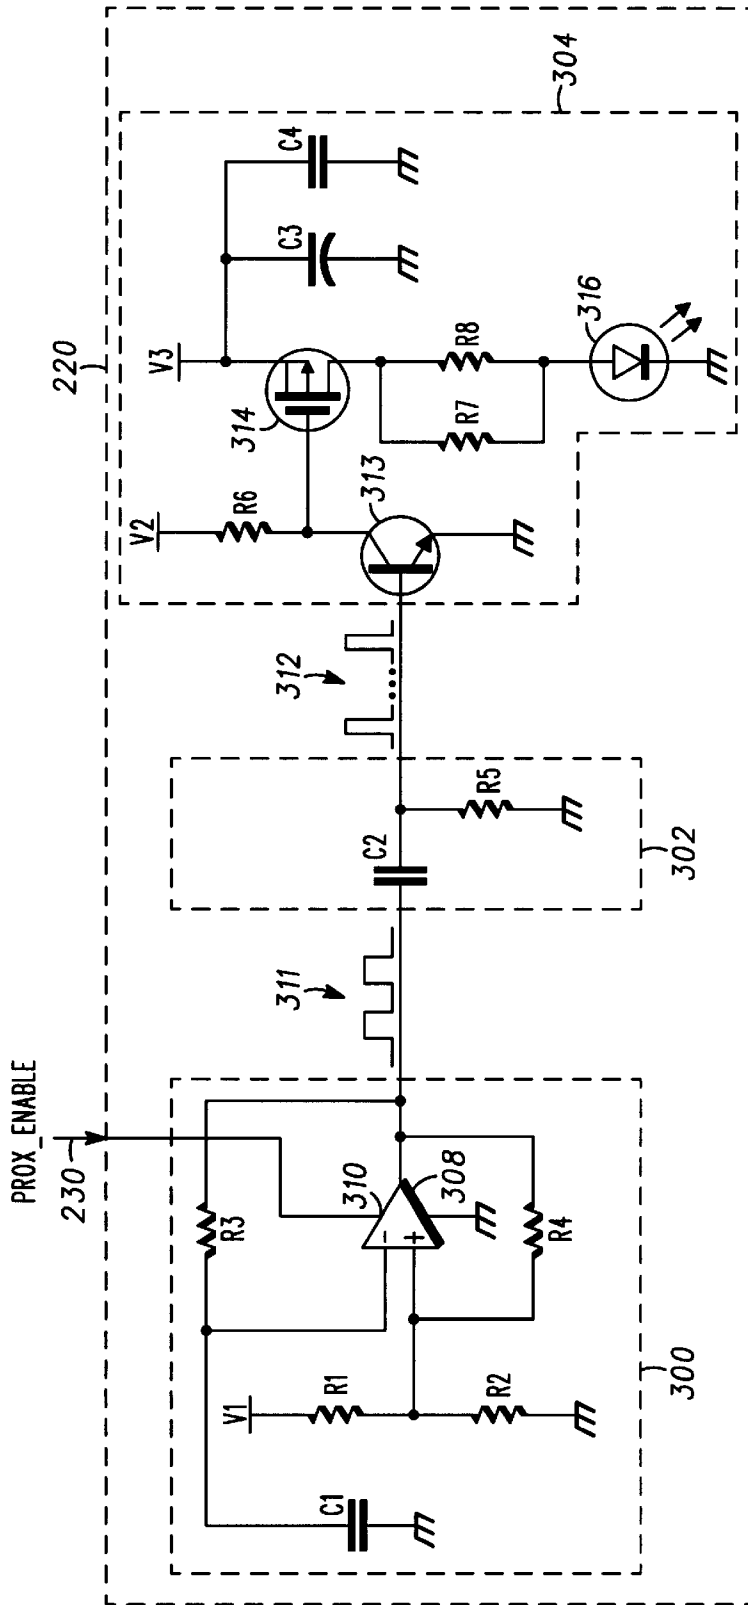 PROX_ENABLE
230
220
300
C1
V1
R1
R2
R3
-
+
310
308
R4
311
302
C2
R5
312
304
V2
R6
313
314
V3
C3
C4
R7
R8
316